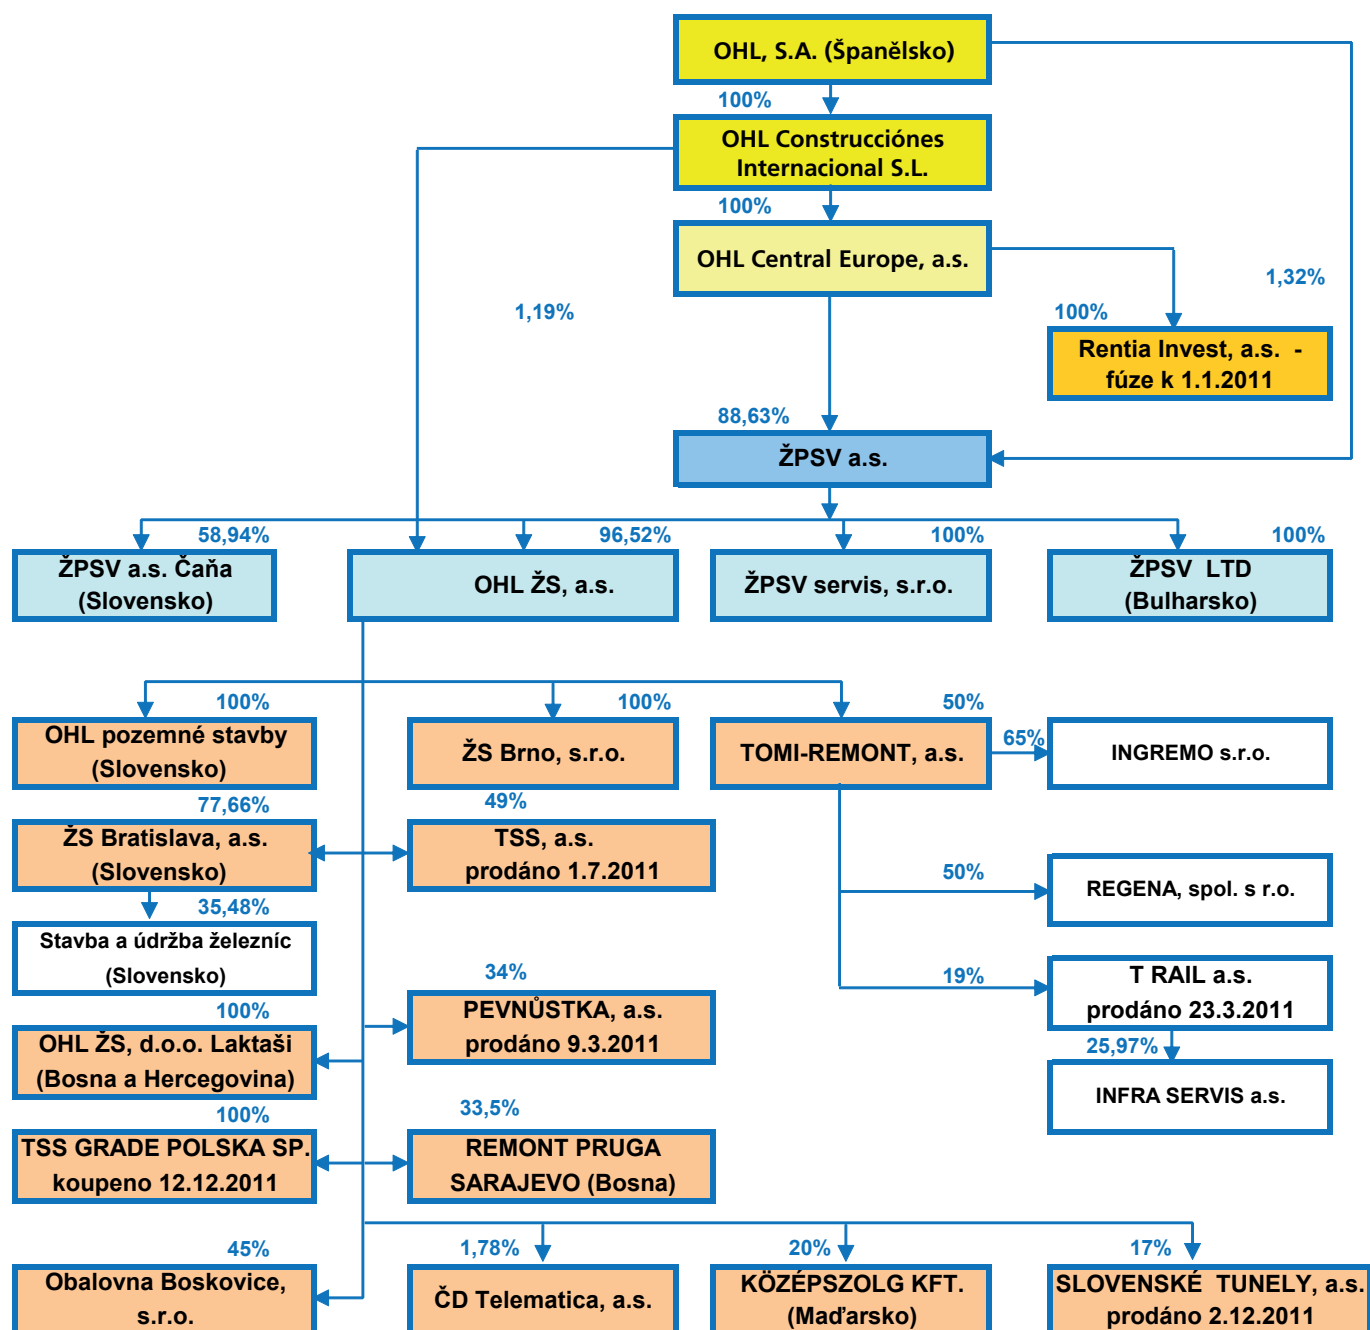 OHL, S.A. (Španělsko)
100%
OHL Construcciónes
Internacional S.L.
100%
OHL Central Europe, a.s.
1,19%
1,32%
100%
Rentia Invest, a.s. -
fúze k 1.1.2011
88,63%
ŽPSV a.s.
58,94%
96,52%
100%
100%
ŽPSV a.s. Čaňa
(Slovensko)
OHL ŽS, a.s.
ŽPSV servis, s.r.o.
ŽPSV LTD
(Bulharsko)
100%
100%
50%
OHL pozemné stavby
(Slovensko)
ŽS Brno, s.r.o.
TOMI-REMONT, a.s.
65%
INGREMO s.r.o.
77,66%
49%
ŽS Bratislava, a.s.
(Slovensko)
TSS, a.s.
prodáno 1.7.2011
50%
REGENA, spol. s r.o.
35,48%
Stavba a údržba železníc
(Slovensko)
34%
19%
T RAIL a.s.
prodáno 23.3.2011
100%
PEVNŮSTKA, a.s.
prodáno 9.3.2011
OHL ŽS, d.o.o. Laktaši
(Bosna a Hercegovina)
25,97%
INFRA SERVIS a.s.
100%
33,5%
TSS GRADE POLSKA SP.
koupeno 12.12.2011
REMONT PRUGA
SARAJEVO (Bosna)
45%
1,78%
20%
17%
Obalovna Boskovice,
s.r.o.
ČD Telematica, a.s.
KÖZÉPSZOLG KFT.
(Maďarsko)
SLOVENSKÉ TUNELY, a.s.
prodáno 2.12.2011